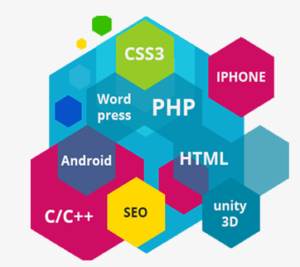 CSS3
IPHONE
Word
press
PHP
Android
HTML
C/C++
SEO
unity
3D